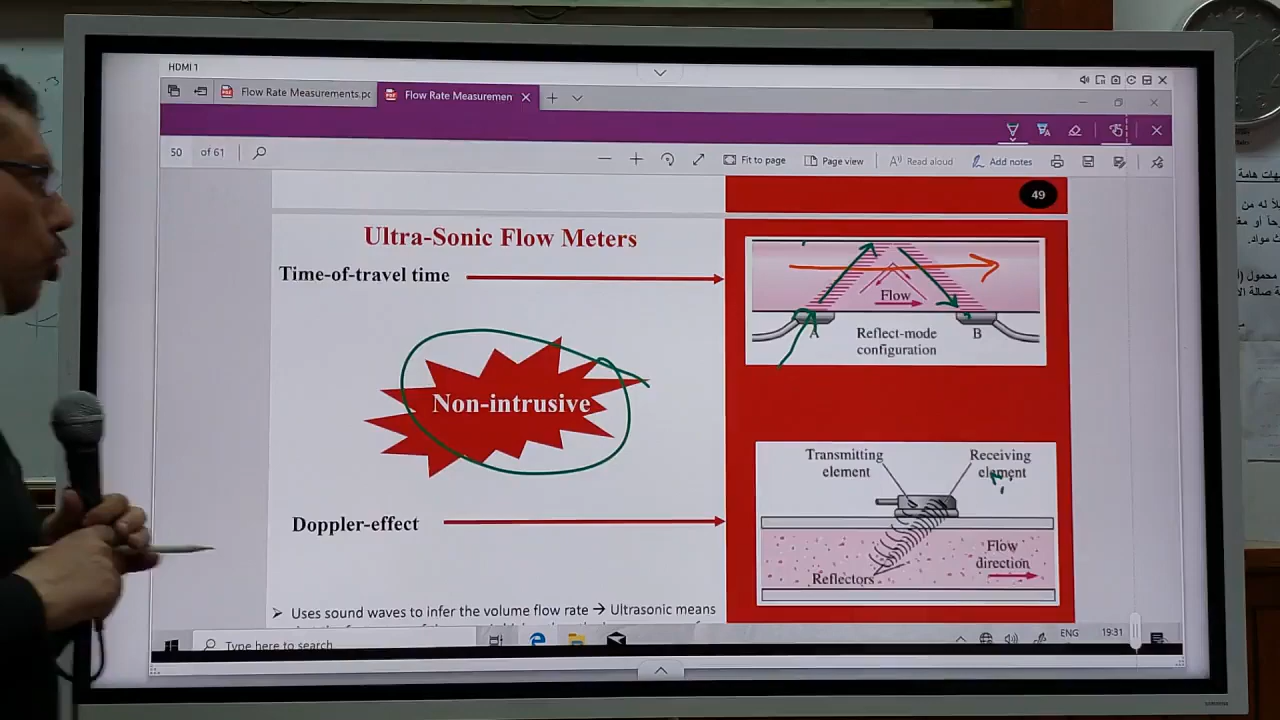 HDMI 1
Flow Rate Measurements.pc
Flow Rate Measuremen
50 of 61
Fit to page
Page view
Read aloud
Add notes
49
Ultra-Sonic Flow Meters
Time-of-travel time
Flow
A
Reflect-mode
configuration
B
Non-intrusive
Transmitting
element
Receiving
element
Doppler-effect
Flow
direction
Reflectors
Uses sound waves to infer the volume flow rate → Ultrasonic means
Type here to search
ENG
19:31
SAMSUNG